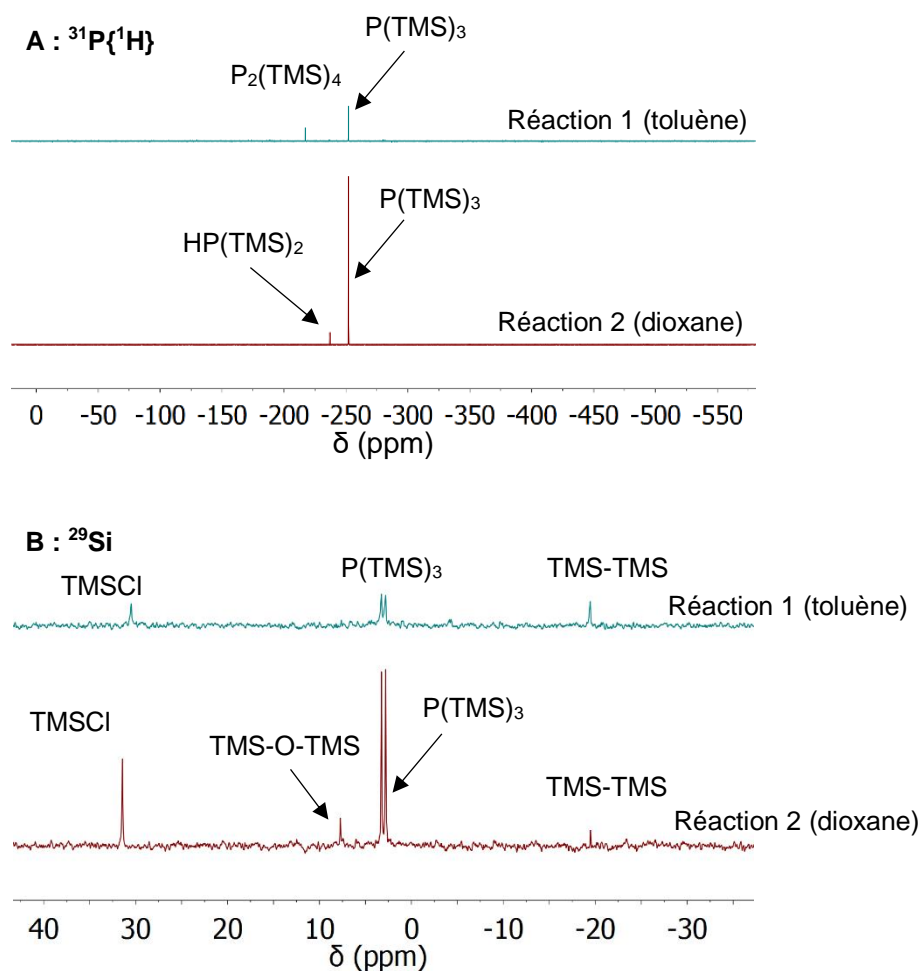 A : ³¹P{¹H}
P(TMS)₃
P₂(TMS)₄
Réaction 1 (toluène)
P(TMS)₃
HP(TMS)₂
Réaction 2 (dioxane)
0 -50 -100 -150 -200 -250 -300 -350 -400 -450 -500 -550
δ (ppm)
B : ²⁹Si
TMSCl P(TMS)₃ TMS-TMS
Réaction 1 (toluène)
TMSCl P(TMS)₃
TMS-O-TMS
TMS-TMS
Réaction 2 (dioxane)
40 30 20 10 0 -10 -20 -30
δ (ppm)